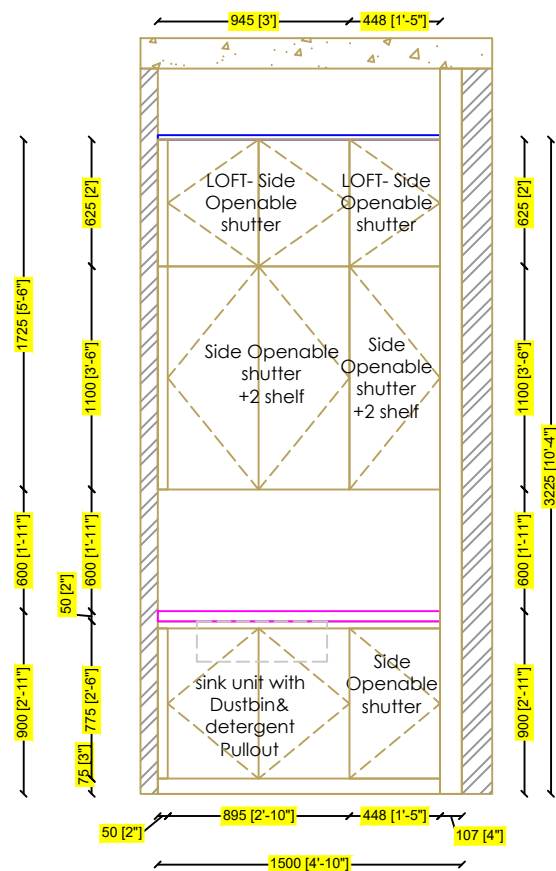 945 [3']
448 [1'-5"]
LOFT- Side
Openable
shutter
LOFT- Side
Openable
shutter
625 [2']
625 [2']
1725 [5'-6"]
1100 [3'-6"]
Side Openable
shutter
+2 shelf
Side
Openable
shutter
+2 shelf
1100 [3'-6"]
3225 [10'-4"]
600 [1'-11"]
600 [1'-11"]
600 [1'-11"]
50 [2"]
900 [2'-11"]
775 [2'-6"]
75 [3"]
sink unit with
Dustbin&
detergent
Pullout
Side
Openable
shutter
900 [2'-11"]
50 [2"]
895 [2'-10"]
448 [1'-5"]
107 [4"]
1500 [4'-10"]